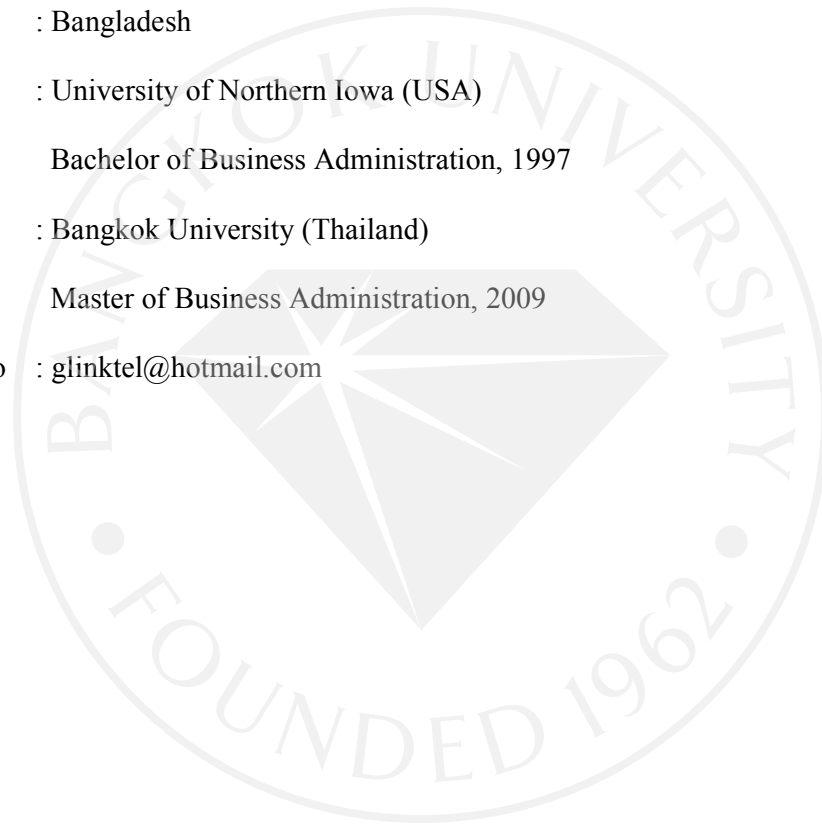 : Bangladesh
: University of Northern Iowa (USA)
Bachelor of Business Administration, 1997
: Bangkok University (Thailand)
Master of Business Administration, 2009
: glinktel@hotmail.com
BANGKOK UNIVERSITY
FOUNDED 1962